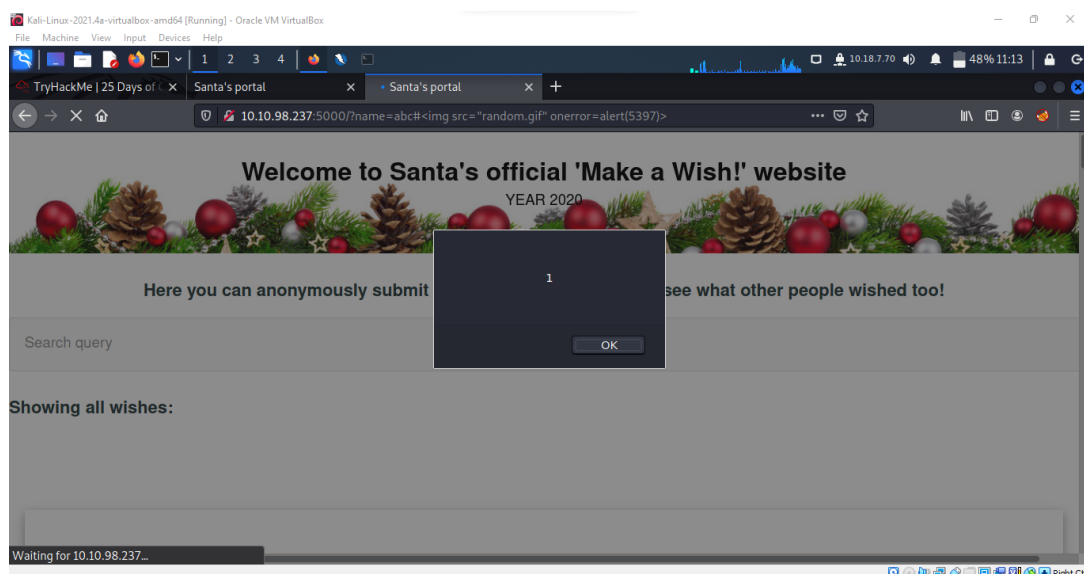 Kali-Linux-2021.4a-virtualbox-amd64 [Running] - Oracle VM VirtualBox
File Machine View Input Devices Help
1 2 3 4
10.18.7.70 48% 11:13
TryHackMe | 25 Days of C Santa's portal Santa's portal
10.10.98.237:5000/?name=abc#<img src="random.gif" onerror=alert(5397)>
Welcome to Santa's official 'Make a Wish!' website
YEAR 2020
1
Here you can anonymously submit see what other people wished too!
OK
Search query
Showing all wishes:
Waiting for 10.10.98.237...
Right Ct